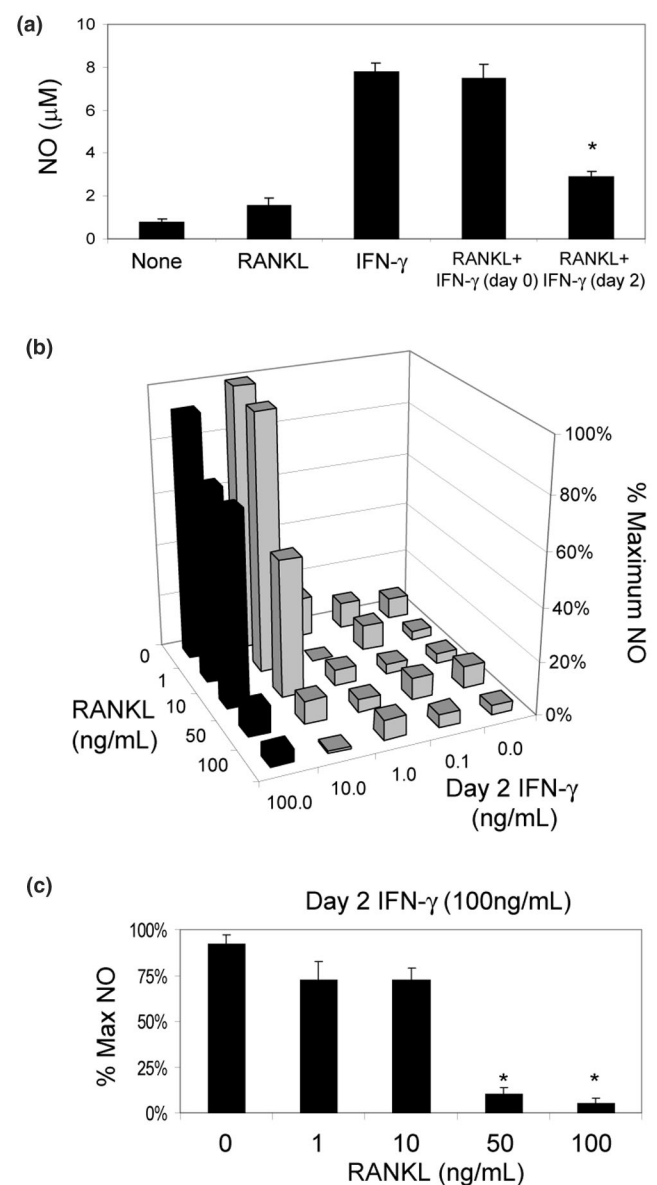 (a)
10
8
6
4
2
0
NO (μM)
*
None
RANKL
IFN-γ
RANKL+
IFN-γ (day 0)
RANKL+
IFN-γ (day 2)
(b)
100%
80%
60%
40%
20%
0%
% Maximum NO
0
1
10
50
100
RANKL
(ng/mL)
100.0
10.0
1.0
0.1
0.0
Day 2 IFN-γ
(ng/mL)
(c)
Day 2 IFN-γ (100ng/mL)
100%
75%
50%
25%
0%
% Max NO
*
*
0
1
10
50
100
RANKL (ng/mL)